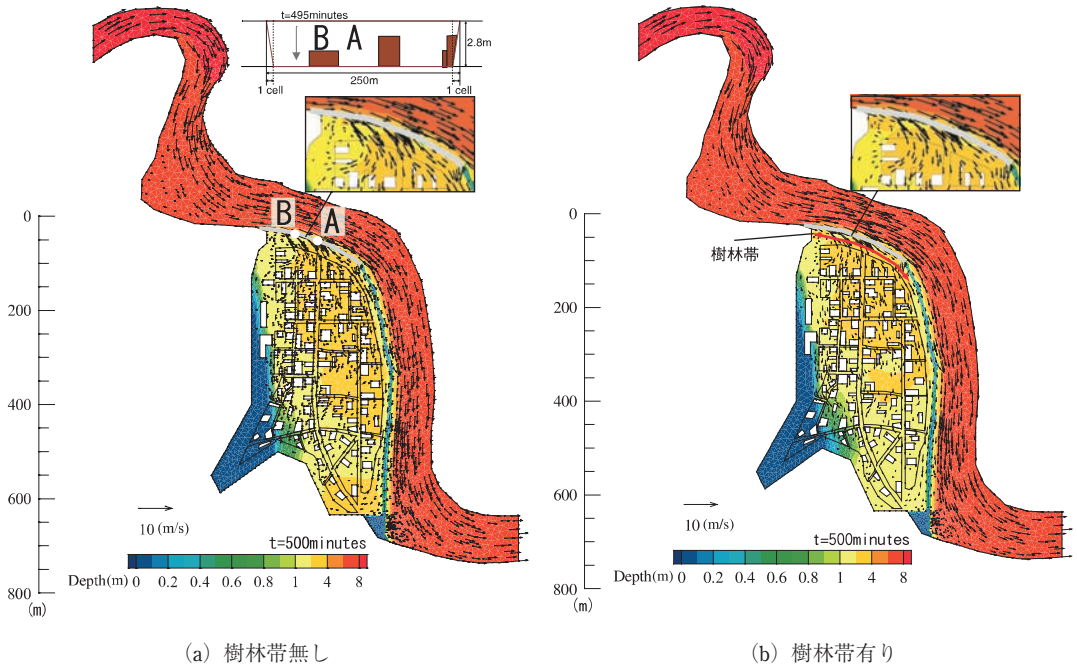 t=495minutes
B A
2.8m
250m
1 cell
1 cell
B
A
0
200
400
600
800
(m)
10 (m/s)
t=500minutes
Depth(m) 0 0.2 0.4 0.6 0.8 1 4 8
(a) 樹林帯無し
樹林帯
0
200
400
600
800
(m)
10 (m/s)
t=500minutes
Depth(m) 0 0.2 0.4 0.6 0.8 1 4 8
(b) 樹林帯有り